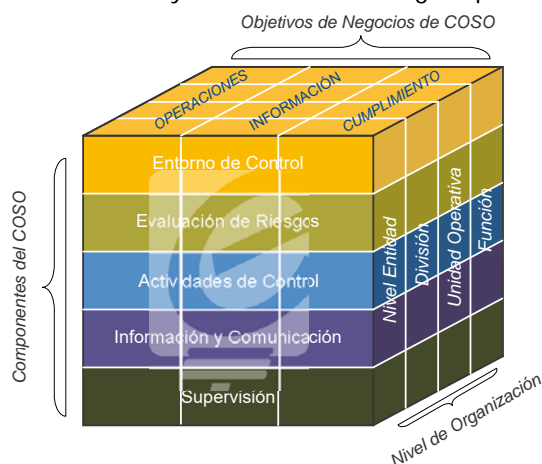 Objetivos de Negocios de COSO
OPERACIONES
INFORMACIÓN
CUMPLIMIENTO
Componentes del COSO
Entorno de Control
Evaluación de Riesgos
Actividades de Control
Información y Comunicación
Supervisión
Nivel Entidad
División
Unidad Operativa
Función
Nivel de Organización